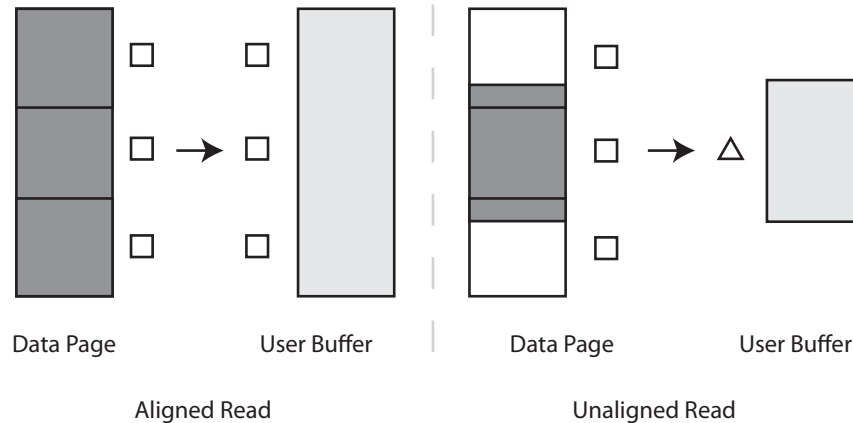 Data Page
User Buffer
Data Page
User Buffer
Aligned Read
Unaligned Read